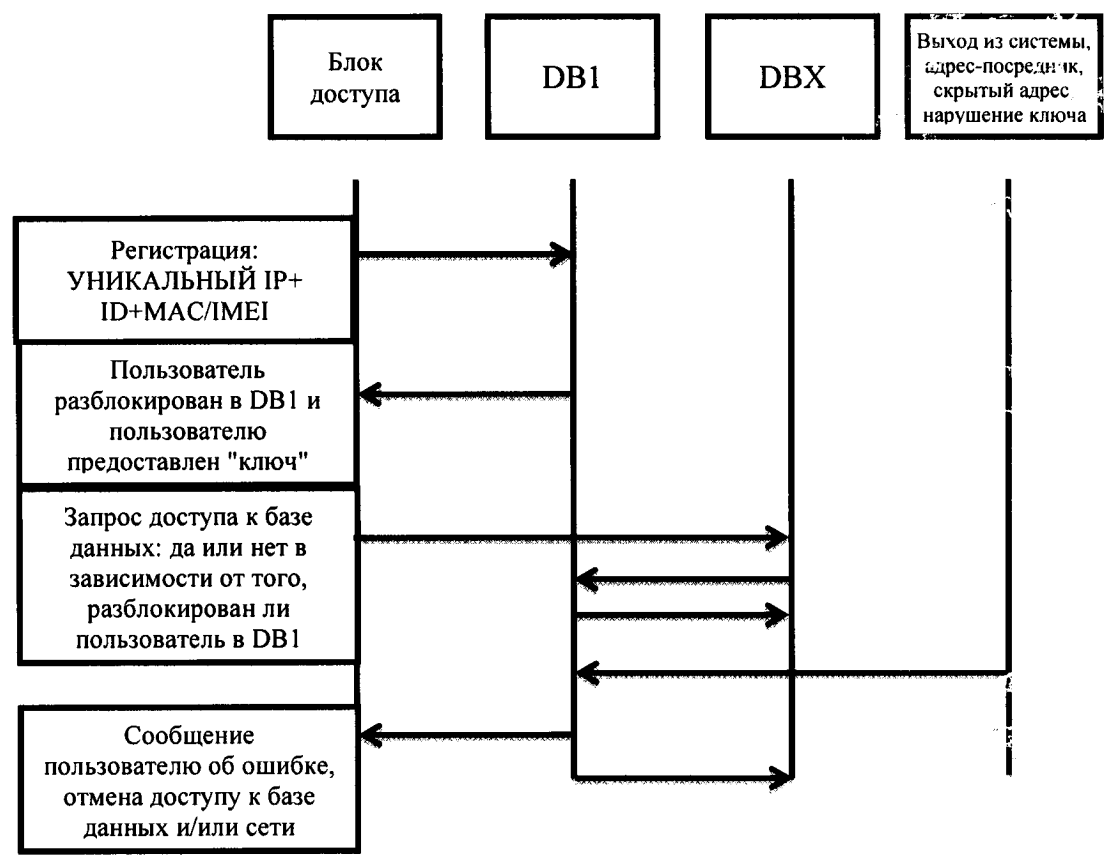 Блок
доступа
DB1
DBX
Выход из системы,
адрес-посредник,
скрытый адрес
нарушение ключа
Регистрация:
УНИКАЛЬНЫЙ IP+
ID+MAC/IMEI
Пользователь
разблокирован в DB1 и
пользователю
предоставлен "ключ"
Запрос доступа к базе
данных: да или нет в
зависимости от того,
разблокирован ли
пользователь в DB1
Сообщение
пользователю об ошибке,
отмена доступу к базе
данных и/или сети